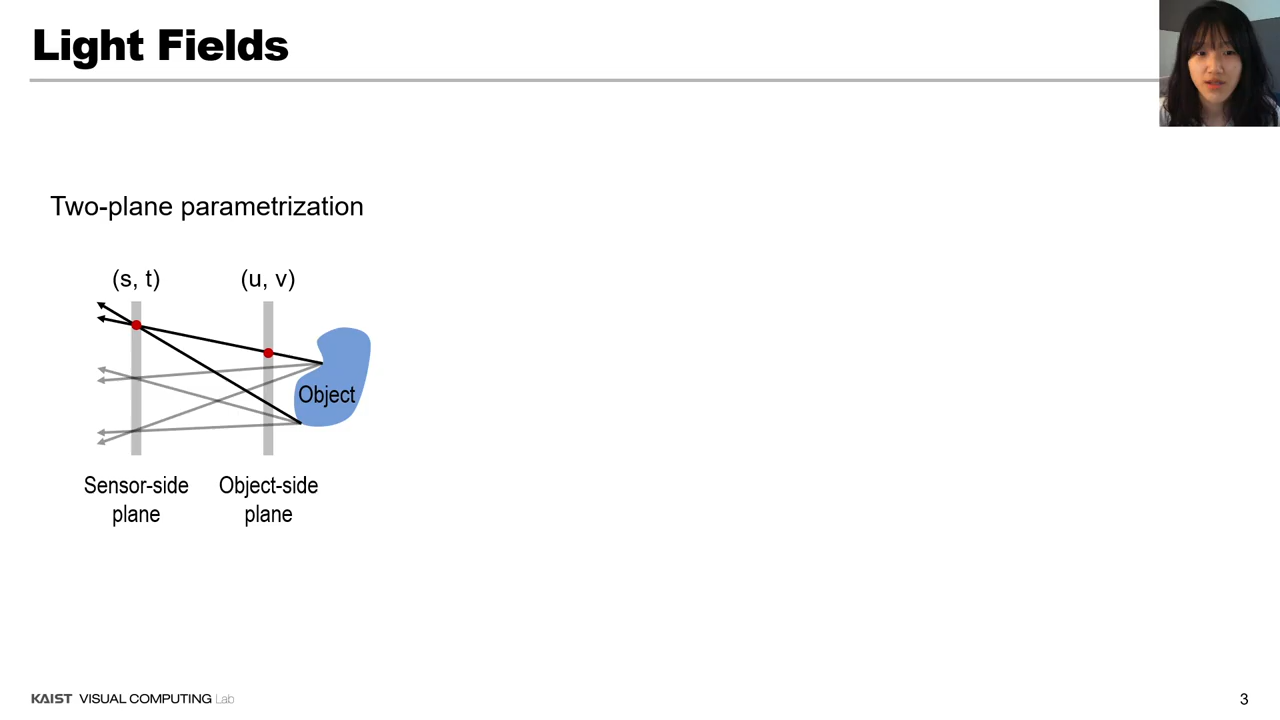 Light Fields
Two-plane parametrization
(s, t)
(u, v)
Object
Sensor-side
plane
Object-side
plane
KAIST VISUAL COMPUTING Lab
3